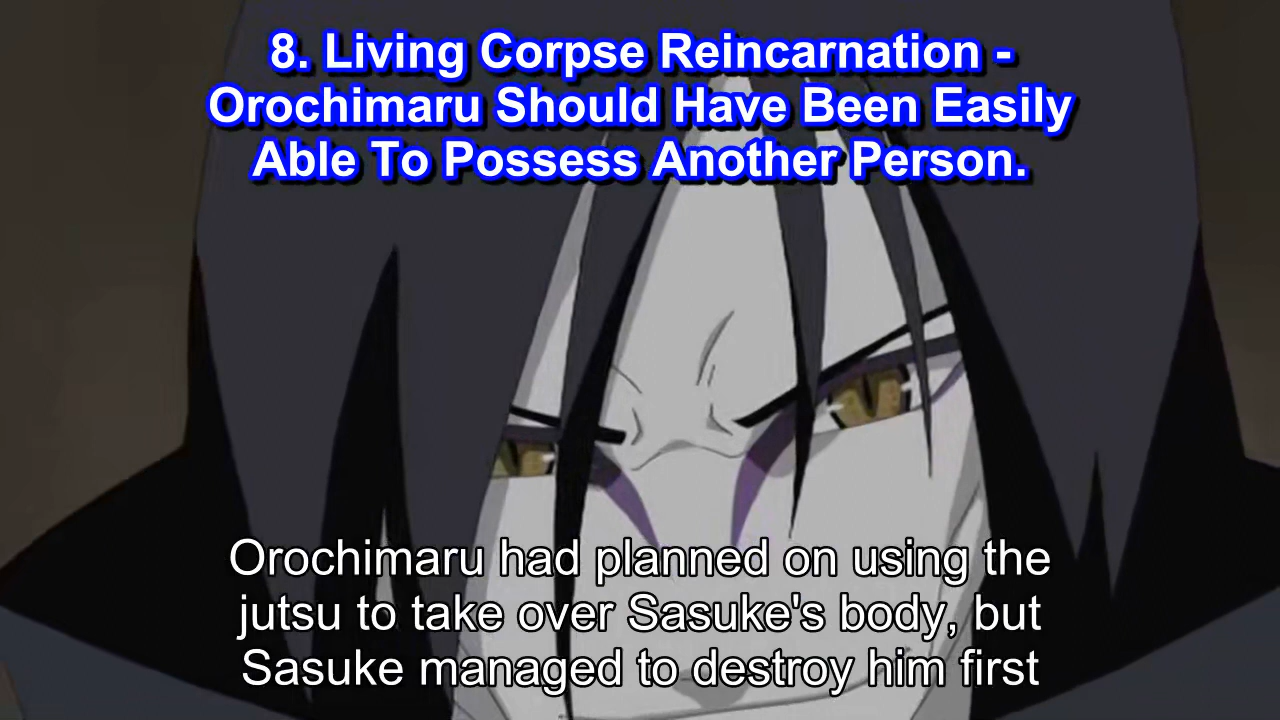 8. Living Corpse Reincarnation -
Orochimaru Should Have Been Easily
Able To Possess Another Person.
Orochimaru had planned on using the
jutsu to take over Sasuke's body, but
Sasuke managed to destroy him first